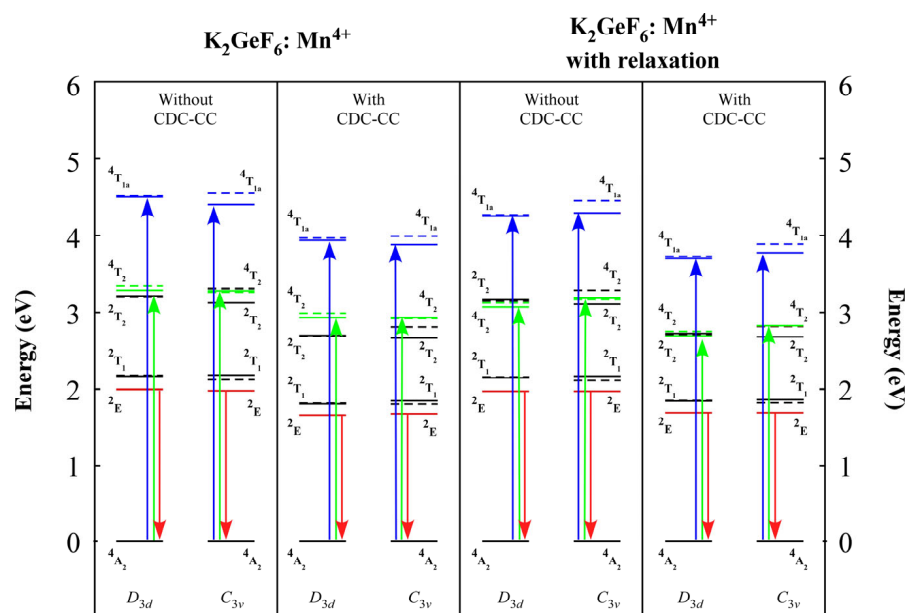 K₂GeF₆: Mn⁴⁺
K₂GeF₆: Mn⁴⁺
with relaxation
Energy (eV)
6
5
4
3
2
1
0
Without
CDC-CC
⁴T₁ₐ
⁴T₂
²T₂
²T₁
²E
⁴A₂
D₃d
⁴T₁ₐ
⁴T₂
²T₂
²T₁
²E
⁴A₂
C₃ᵥ
With
CDC-CC
⁴T₁ₐ
⁴T₂
²T₂
²T₁
²E
⁴A₂
D₃d
⁴T₁ₐ
⁴T₂
²T₂
²T₁
²E
⁴A₂
C₃ᵥ
Without
CDC-CC
⁴T₁ₐ
²T₂
⁴T₂
²T₁
²E
⁴A₂
D₃d
⁴T₁ₐ
⁴T₂
²T₂
²T₁
²E
⁴A₂
C₃ᵥ
With
CDC-CC
⁴T₁ₐ
⁴T₂
²T₂
²T₁
²E
⁴A₂
D₃d
⁴T₁ₐ
⁴T₂
²T₂
²T₁
²E
⁴A₂
C₃ᵥ
6
5
4
3
2
1
0
Energy (eV)